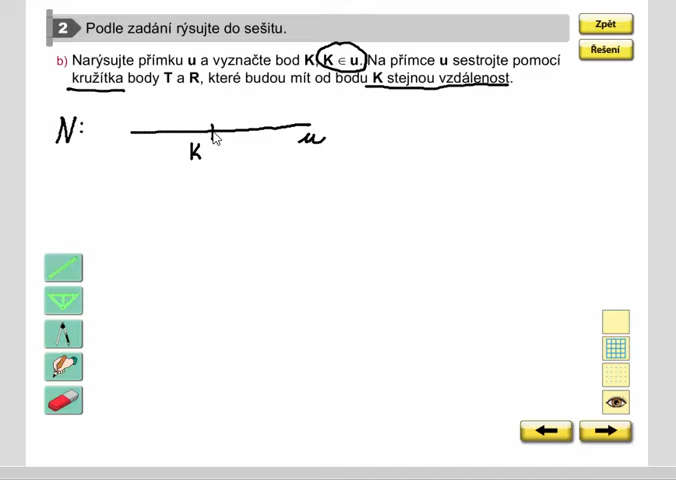 2 Podle zadání rýsujte do sešitu.
Zpět
Řešení
b) Narýsujte přímku u a vyznačte bod K, K ∈ u. Na přímce u sestrojte pomocí
kružítka body T a R, které budou mít od bodu K stejnou vzdálenost.
N:
K
u